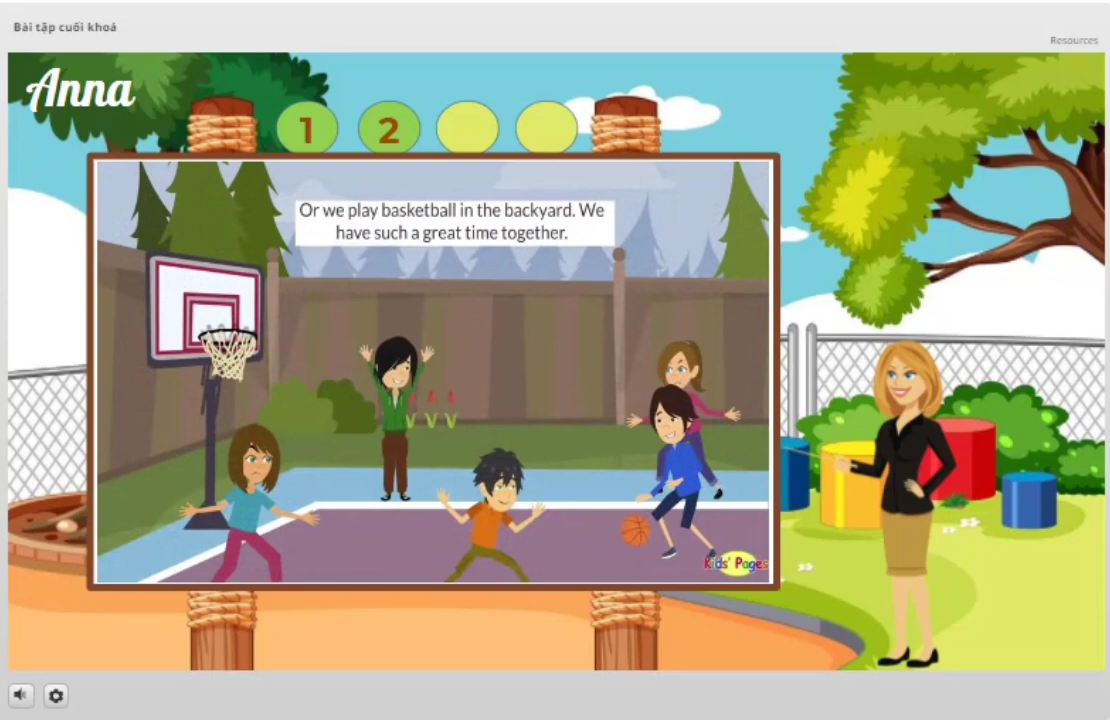 Bài tập cuối khoá
Resources
Anna
1 2
Or we play basketball in the backyard. We
have such a great time together.
Kids' Pages